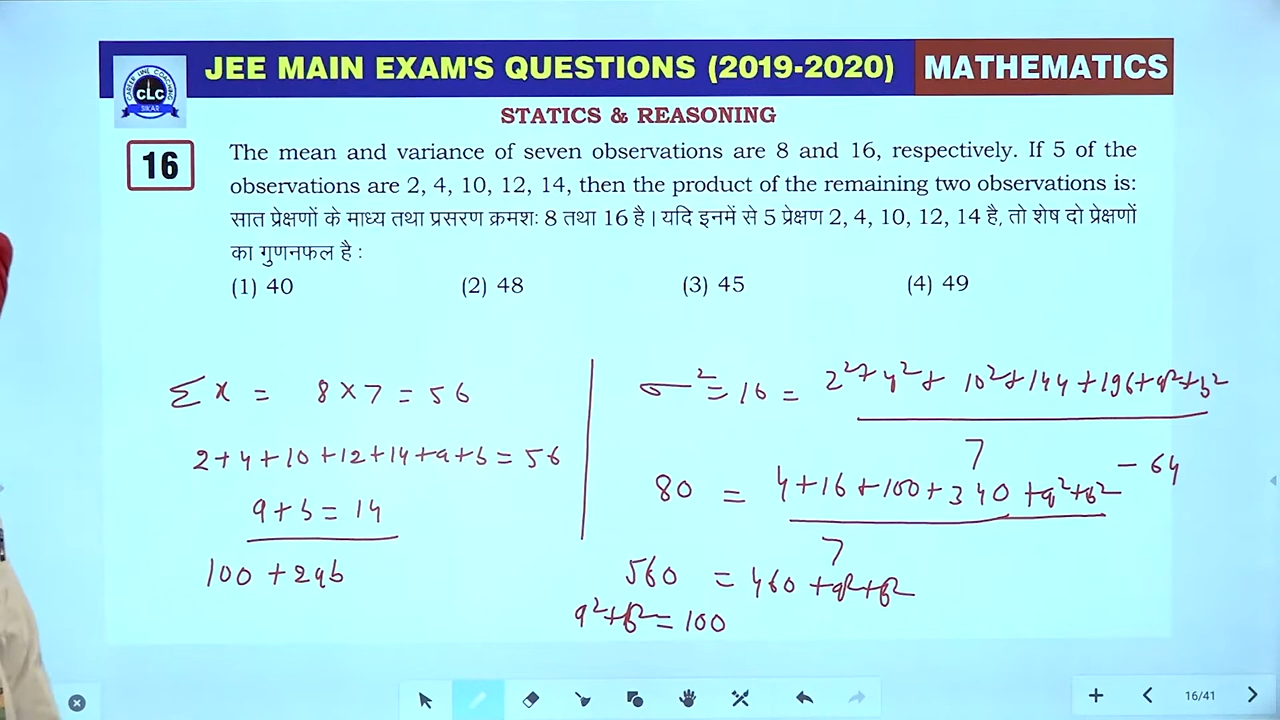 JEE MAIN EXAM'S QUESTIONS (2019-2020) MATHEMATICS
CAREER LINE COACHING
CLC
SIKAR
STATICS & REASONING
16 The mean and variance of seven observations are 8 and 16, respectively. If 5 of the
observations are 2, 4, 10, 12, 14, then the product of the remaining two observations is:
सात प्रेक्षणों के माध्य तथा प्रसरण क्रमशः 8 तथा 16 है। यदि इनमें से 5 प्रेक्षण 2, 4, 10, 12, 14 है, तो शेष दो प्रेक्षणों
का गुणनफल है :
(1) 40 (2) 48 (3) 45 (4) 49
Σx = 8×7 = 56
2+4+10+12+14+a+b = 56
a+b = 14
100 + 2ab
σ² = 16 = 2²+4²+10²+144+196+a²+b²
7
- 64
80 = 4+16+100+340+a²+b²
7
560 = 460 + a²+b²
a²+b² = 100
16/41